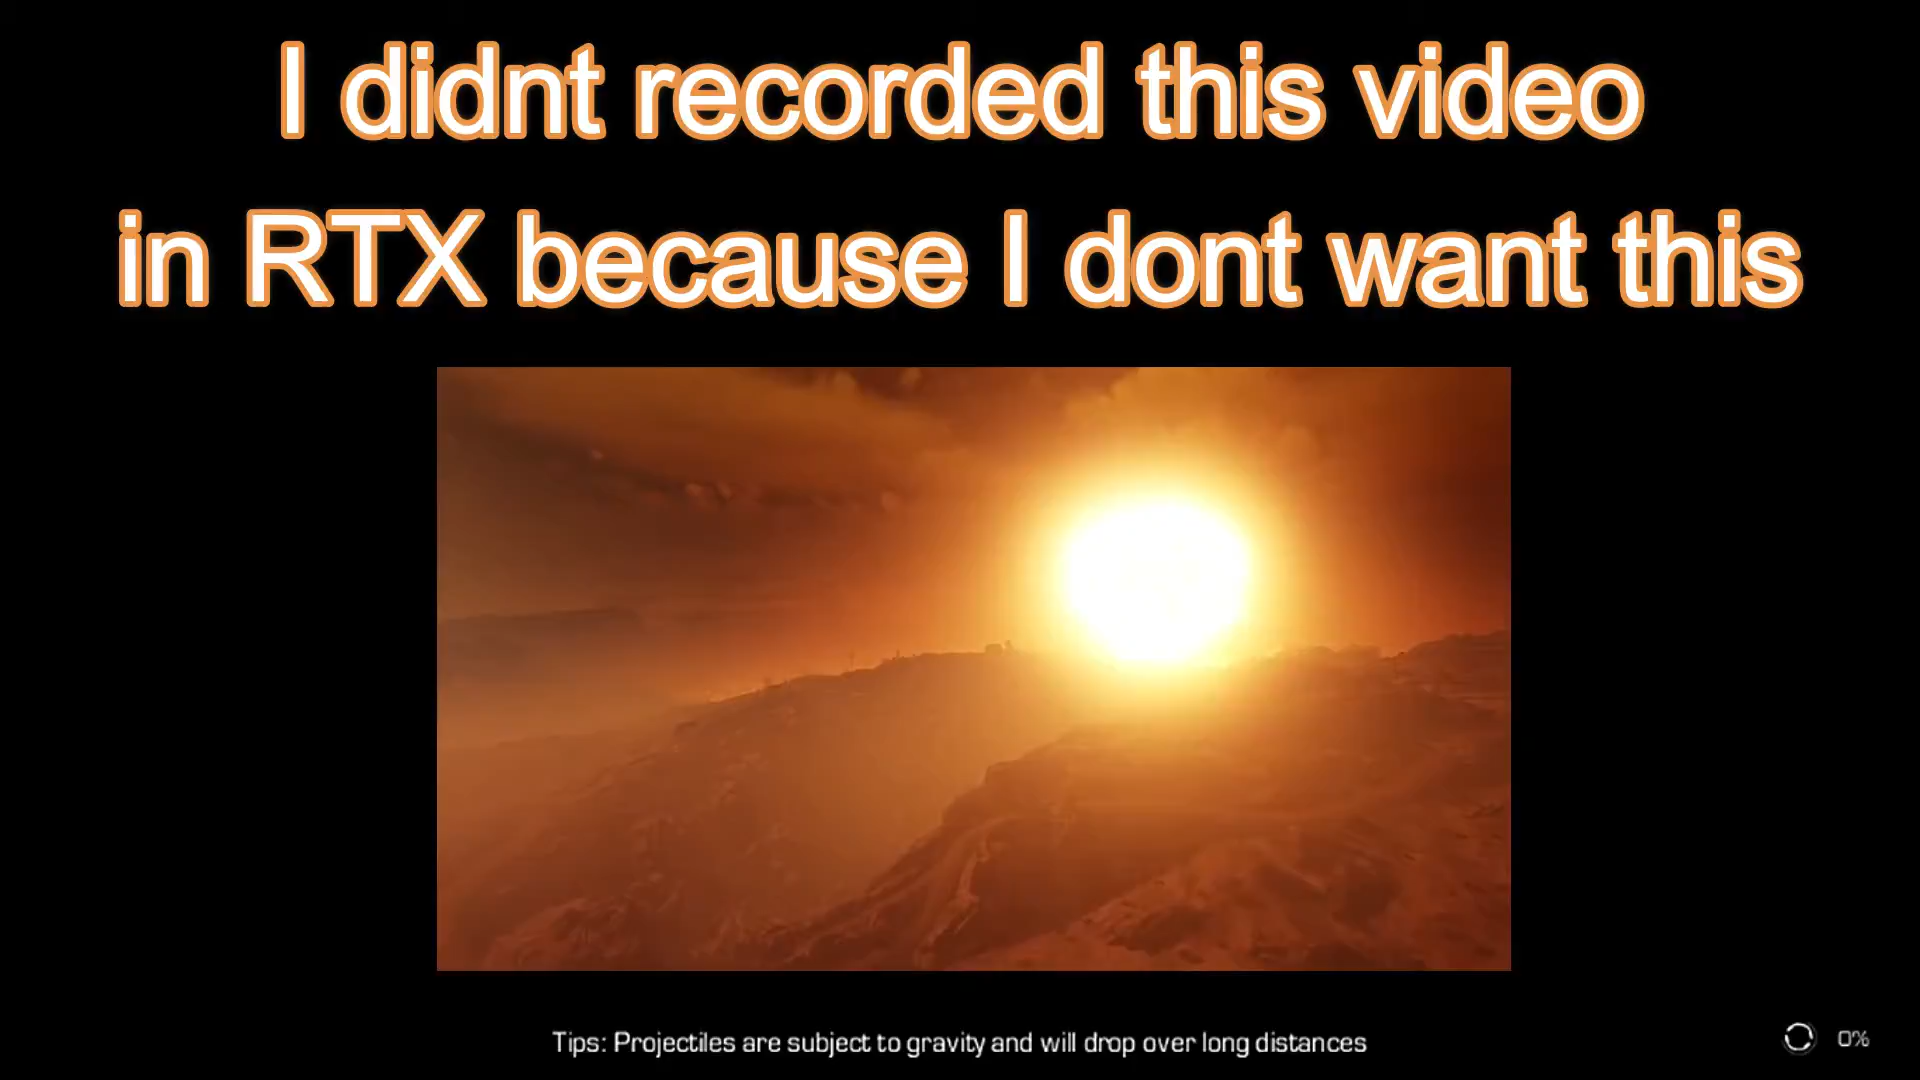 I didnt recorded this video
in RTX because I dont want this
Tips: Projectiles are subject to gravity and will drop over long distances
0%